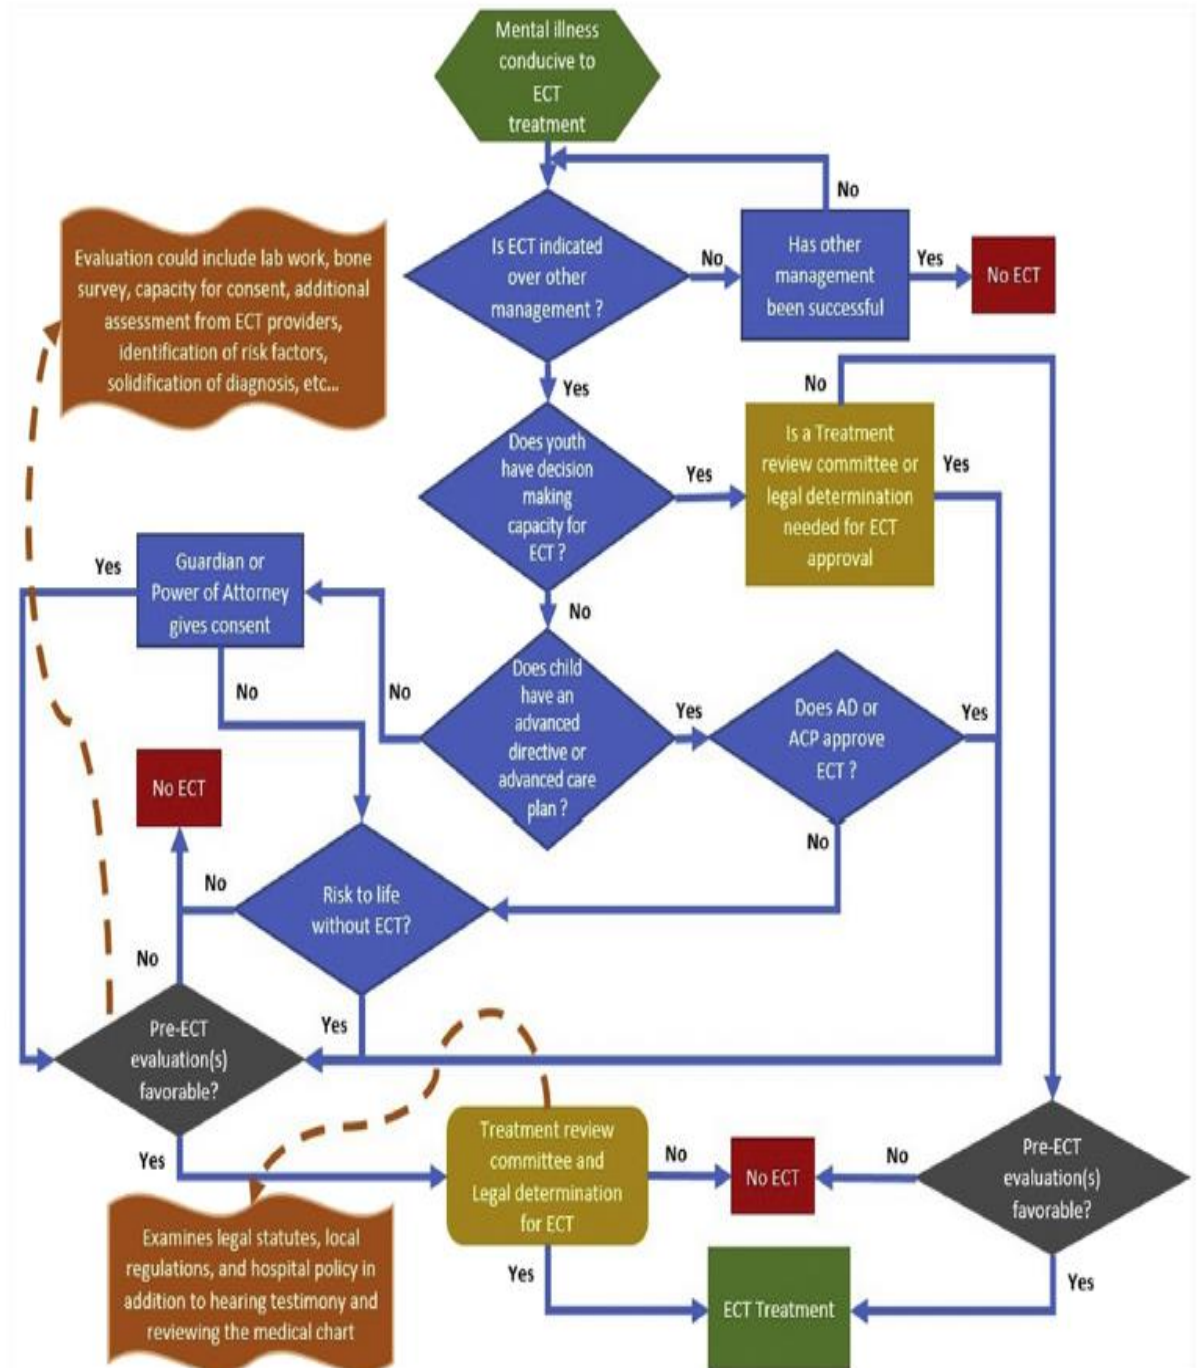 Mental illness
conducive to
ECT
treatment
No
Is ECT indicated
over other
management ?
No
Has other
management
been successful
Yes
No ECT
Evaluation could include lab work, bone
survey, capacity for consent, additional
assessment from ECT providers,
identification of risk factors,
solidification of diagnosis, etc...
Yes
No
Does youth
have decision
making
capacity for
ECT ?
Yes
Is a Treatment
review committee or
legal determination
needed for ECT
approval
Yes
Yes
Guardian or
Power of Attorney
gives consent
No
No
No
Does child
have an
advanced
directive or
advanced care
plan ?
Yes
Does AD or
ACP approve
ECT ?
Yes
No ECT
No
No
Risk to life
without ECT?
No
Yes
Pre-ECT
evaluation(s)
favorable?
Yes
Treatment review
committee and
Legal determination
for ECT
No
No ECT
No
Pre-ECT
evaluation(s)
favorable?
Examines legal statutes, local
regulations, and hospital policy in
addition to hearing testimony and
reviewing the medical chart
Yes
ECT Treatment
Yes